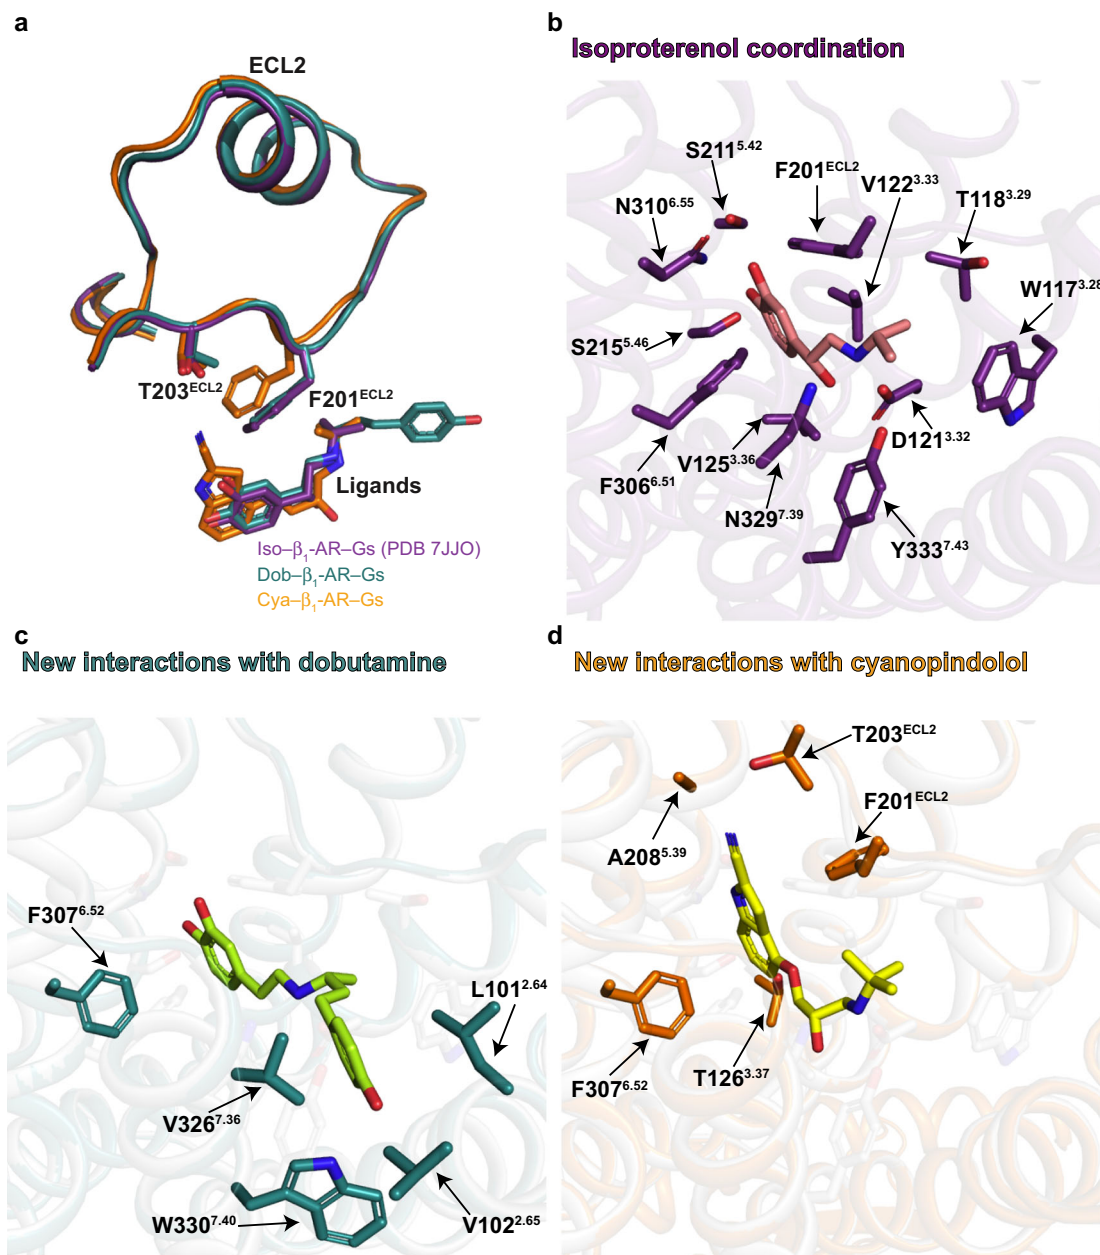 a
ECL2
T203ECL2
F201ECL2
Ligands
Iso–β1-AR–Gs (PDB 7JJO)
Dob–β1-AR–Gs
Cya–β1-AR–Gs
b
Isoproterenol coordination
S2115.42
F201ECL2
V1223.33
N3106.55
T1183.29
W1173.28
S2155.46
D1213.32
V1253.36
F3066.51
N3297.39
Y3337.43
c
New interactions with dobutamine
F3076.52
L1012.64
V3267.36
W3307.40
V1022.65
d
New interactions with cyanopindolol
T203ECL2
F201ECL2
A2085.39
T1263.37
F3076.52